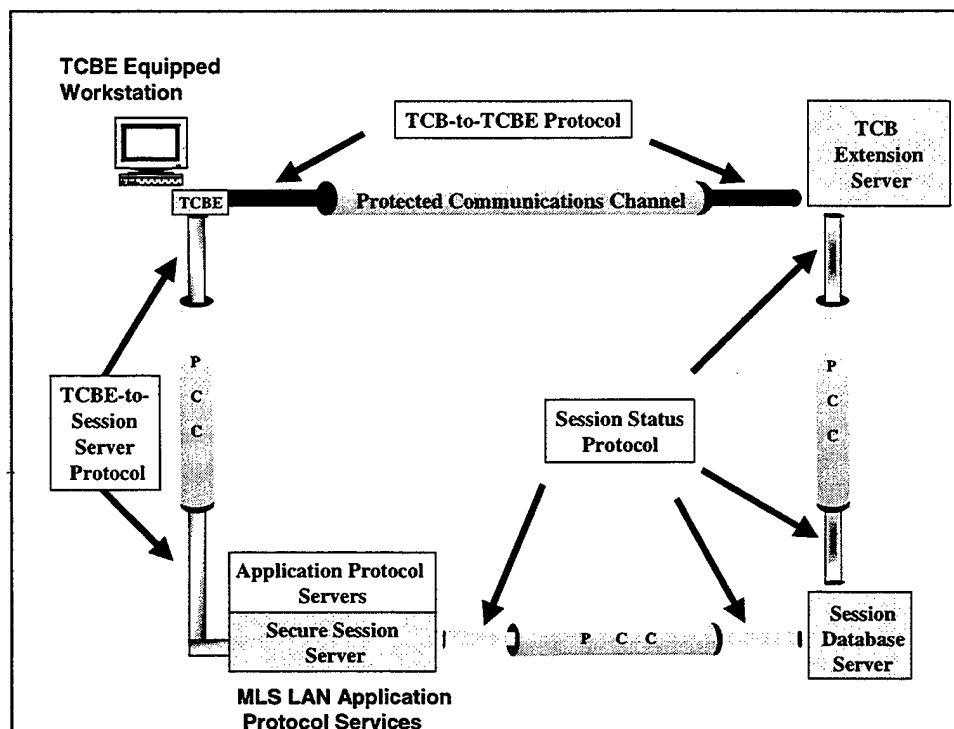 TCBE Equipped
Workstation
TCB-to-TCBE Protocol
TCB
Extension
Server
TCBE
Protected Communications Channel
P
C
C
P
C
C
TCBE-to-
Session
Server
Protocol
Session Status
Protocol
Application Protocol
Servers
Secure Session
Server
P C C
Session
Database
Server
MLS LAN Application
Protocol Services